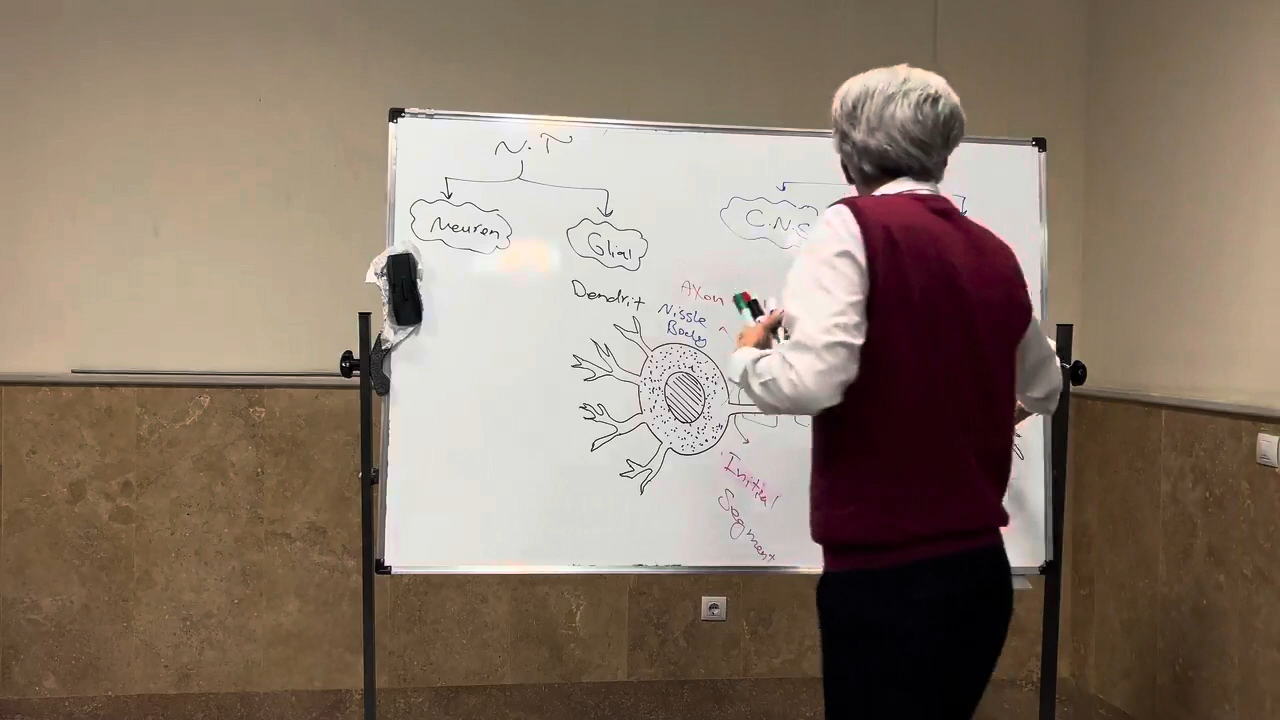 N.T
Neuron
Glial
C.N.S
Dendrit
Axon
Nissle
Body
Initial
Segment